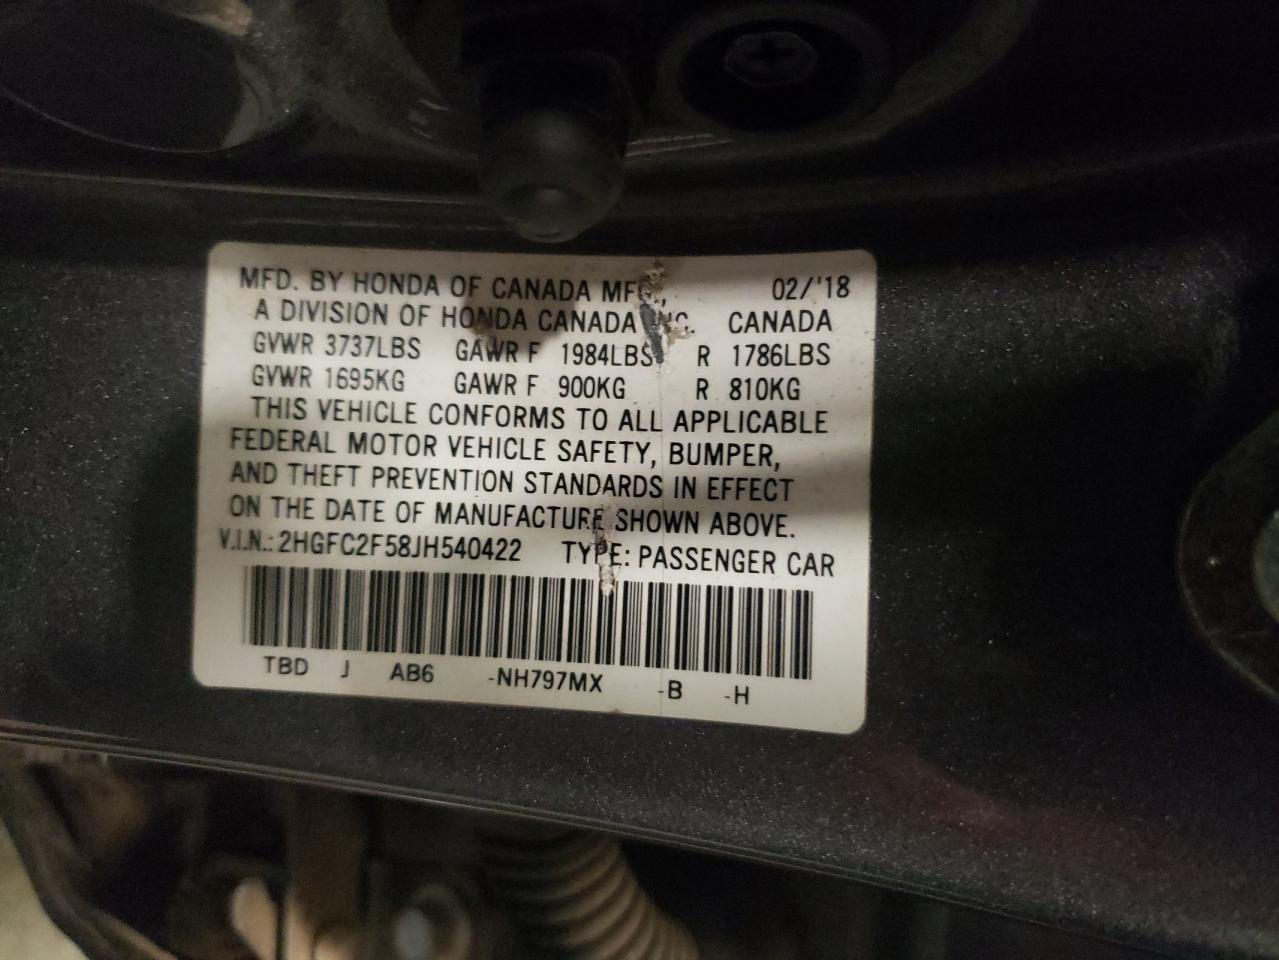 MFD. BY HONDA OF CANADA MFG., 02/'18
A DIVISION OF HONDA CANADA INC. CANADA
GVWR 3737LBS GAWR F 1984LBS R 1786LBS
GVWR 1695KG GAWR F 900KG R 810KG
THIS VEHICLE CONFORMS TO ALL APPLICABLE
FEDERAL MOTOR VEHICLE SAFETY, BUMPER,
AND THEFT PREVENTION STANDARDS IN EFFECT
ON THE DATE OF MANUFACTURE SHOWN ABOVE.
V.I.N.: 2HGFC2F58JH540422 TYPE: PASSENGER CAR
TBD J AB6 -NH797MX -B -H